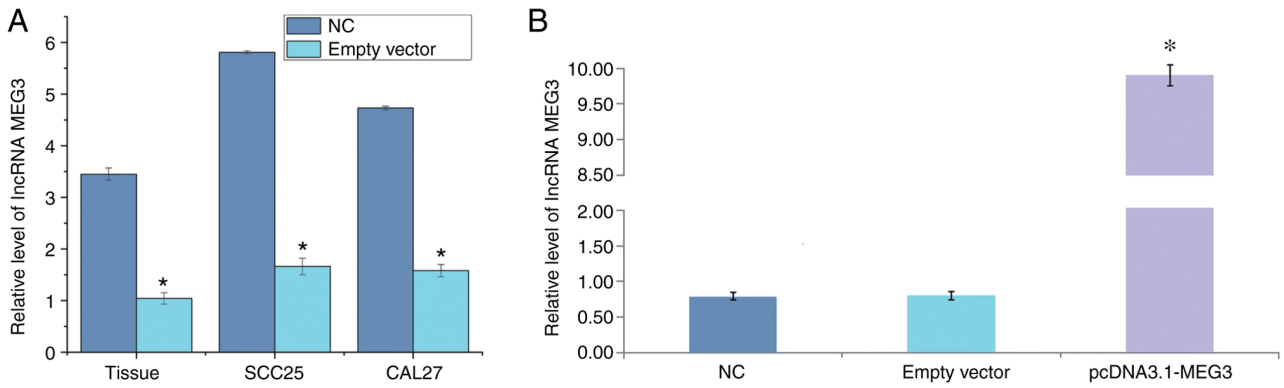 A
NC
Empty vector
Relative level of lncRNA MEG3
6
5
4
3
2
1
0
*
*
*
Tissue
SCC25
CAL27
B
Relative level of lncRNA MEG3
10.00
9.50
9.00
8.50
2.00
1.50
1.00
0.50
0.00
*
NC
Empty vector
pcDNA3.1-MEG3